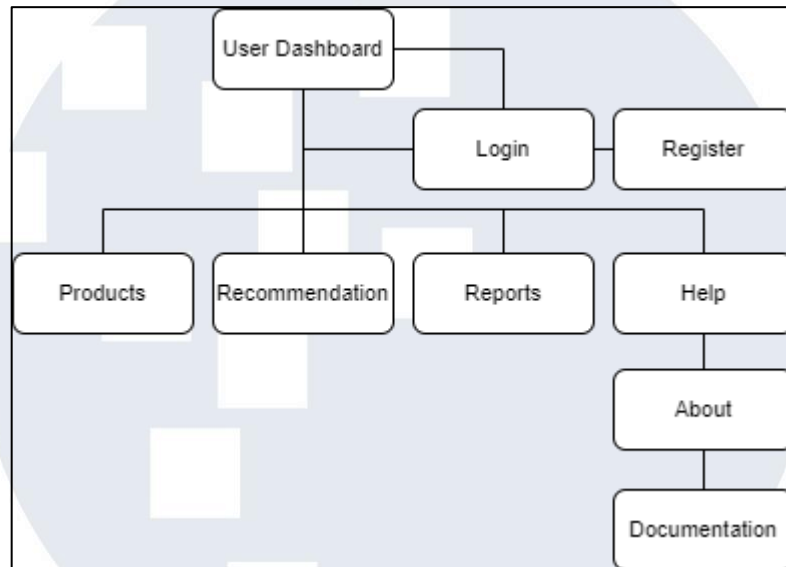 User Dashboard
Login
Register
Products
Recommendation
Reports
Help
About
Documentation